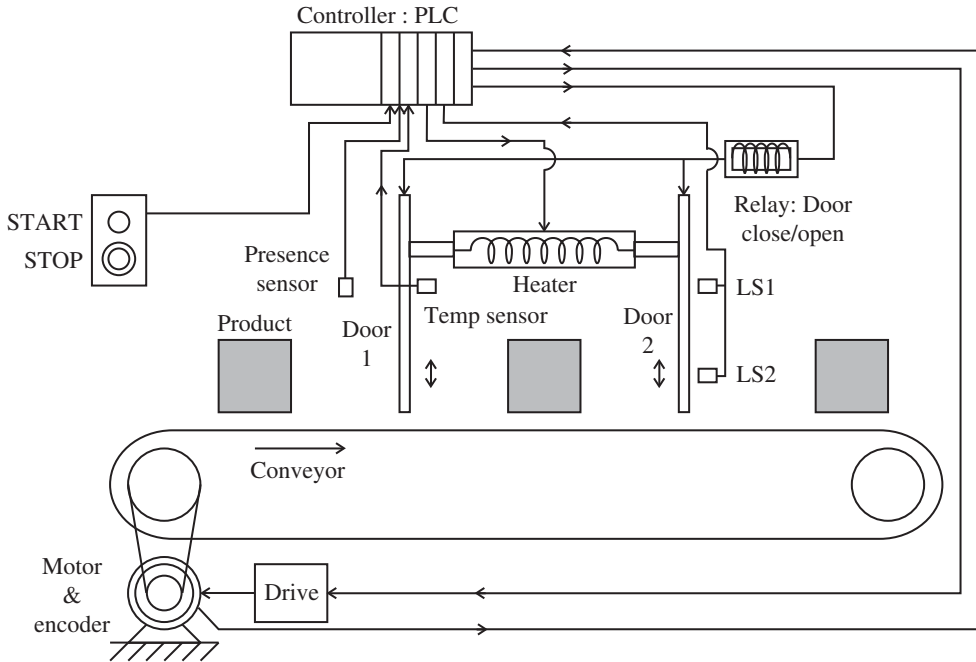 Controller : PLC
START
STOP
Presence
sensor
Heater
Relay: Door
close/open
Temp sensor
LS1
Product
Door
1
Door
2
LS2
Conveyor
Motor
&
encoder
Drive